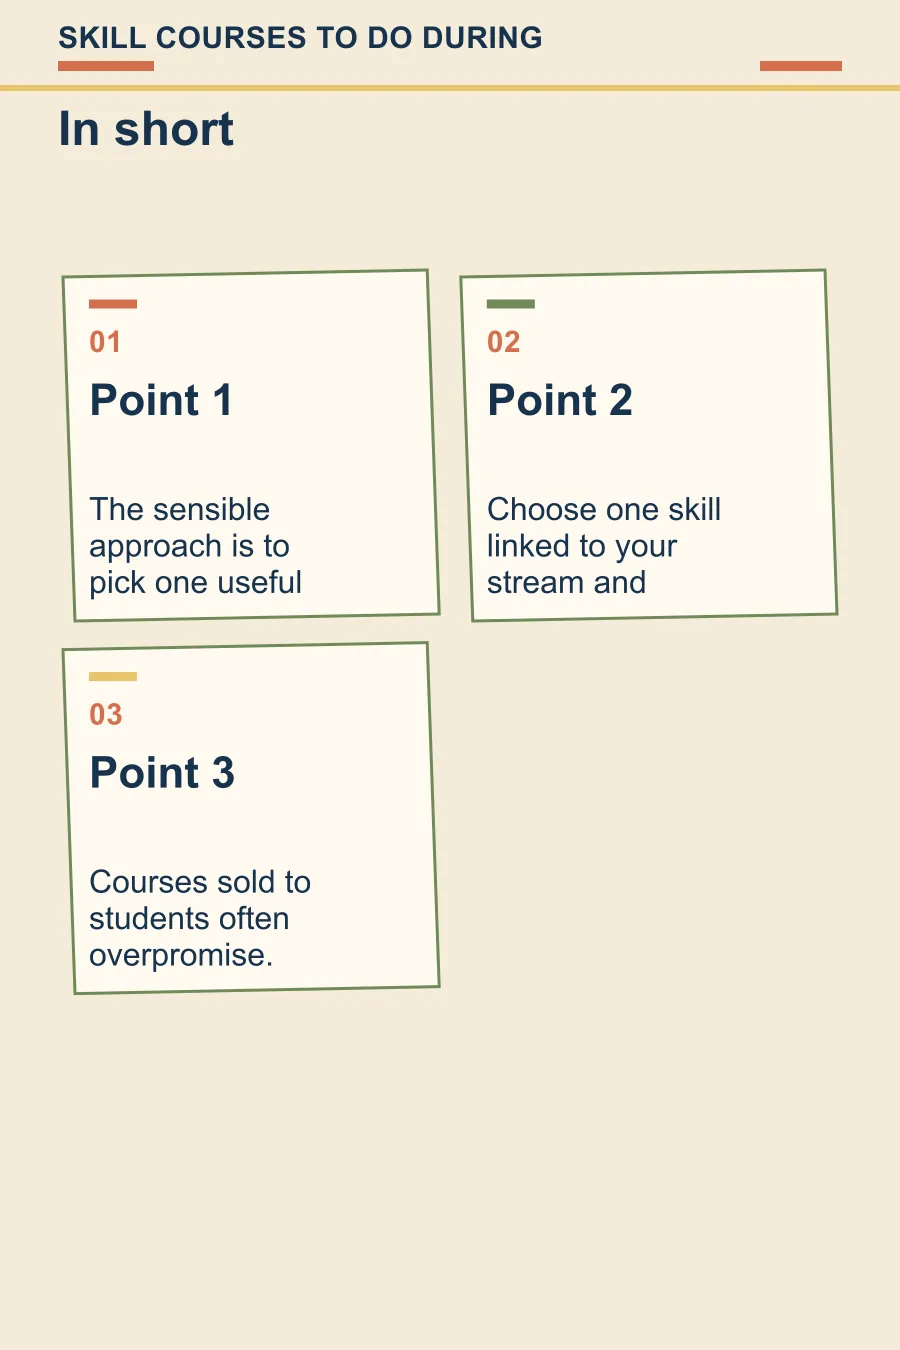 SKILL COURSES TO DO DURING
In short
01
Point 1
The sensible
approach is to
pick one useful
02
Point 2
Choose one skill
linked to your
stream and
03
Point 3
Courses sold to
students often
overpromise.